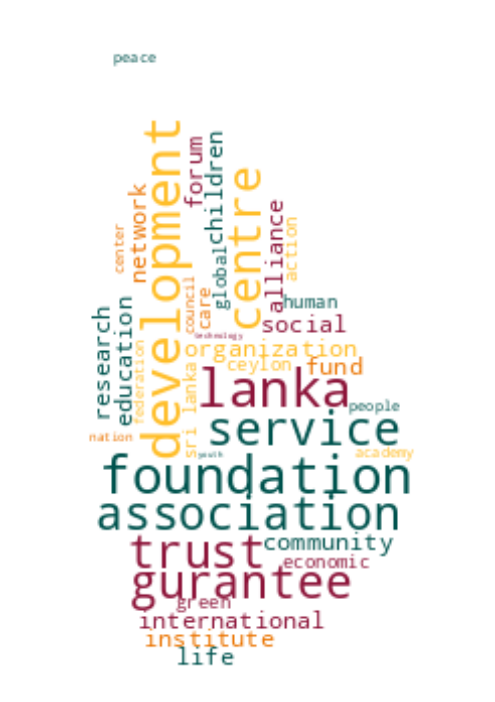 peace
development
forum
children
centre
network
center
global
alliance
action
council
care
human
social
technology
research
education
federation
organization
ceylon
fund
sri lanka
lanka
people
nation
service
youth
academy
foundation
association
trust
community
economic
gurantee
green
international
institute
life